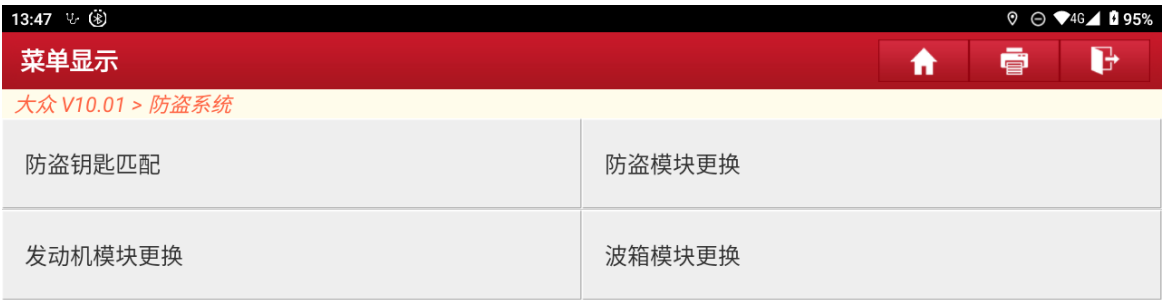 13:47 4G 95%
菜单显示
大众 V10.01 > 防盗系统
防盗钥匙匹配 防盗模块更换
发动机模块更换 波箱模块更换